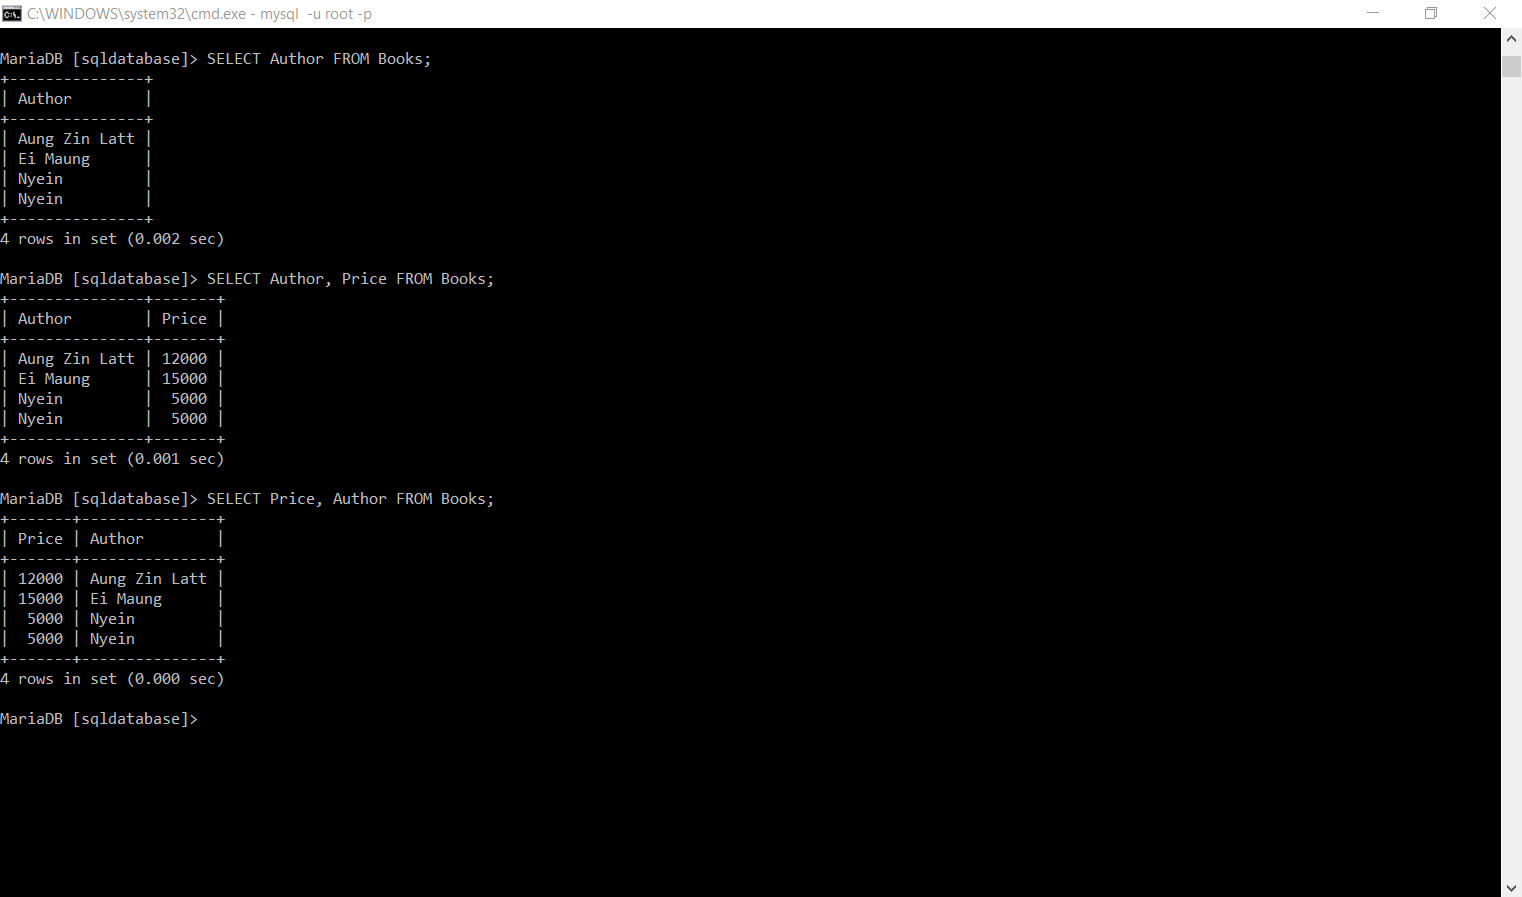 C:\WINDOWS\system32\cmd.exe - mysql  -u root -p
MariaDB [sqldatabase]> SELECT Author FROM Books;
+---------------+
| Author        |
+---------------+
| Aung Zin Latt |
| Ei Maung      |
| Nyein         |
| Nyein         |
+---------------+
4 rows in set (0.002 sec)
MariaDB [sqldatabase]> SELECT Author, Price FROM Books;
+---------------+-------+
| Author        | Price |
+---------------+-------+
| Aung Zin Latt | 12000 |
| Ei Maung      | 15000 |
| Nyein         |  5000 |
| Nyein         |  5000 |
+---------------+-------+
4 rows in set (0.001 sec)
MariaDB [sqldatabase]> SELECT Price, Author FROM Books;
+-------+---------------+
| Price | Author        |
+-------+---------------+
| 12000 | Aung Zin Latt |
| 15000 | Ei Maung      |
|  5000 | Nyein         |
|  5000 | Nyein         |
+-------+---------------+
4 rows in set (0.000 sec)
MariaDB [sqldatabase]>